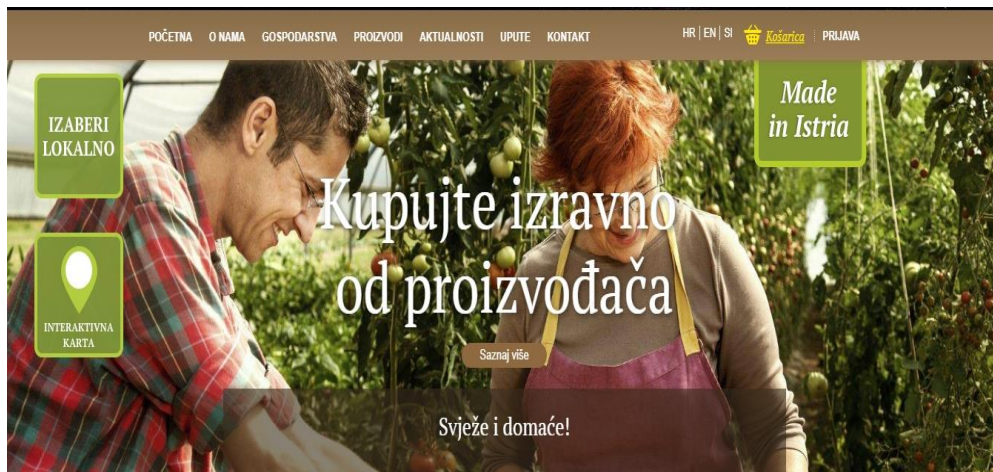 POČETNA O NAMA GOSPODARSTVA PROIZVODI AKTUALNOSTI UPUTE KONTAKT HR | EN | SI Košarica PRIJAVA
IZABERI
LOKALNO
Made
in Istria
Kupujte izravno
od proizvođača
INTERAKTIVNA
KARTA
Saznaj više
Svježe i domaće!